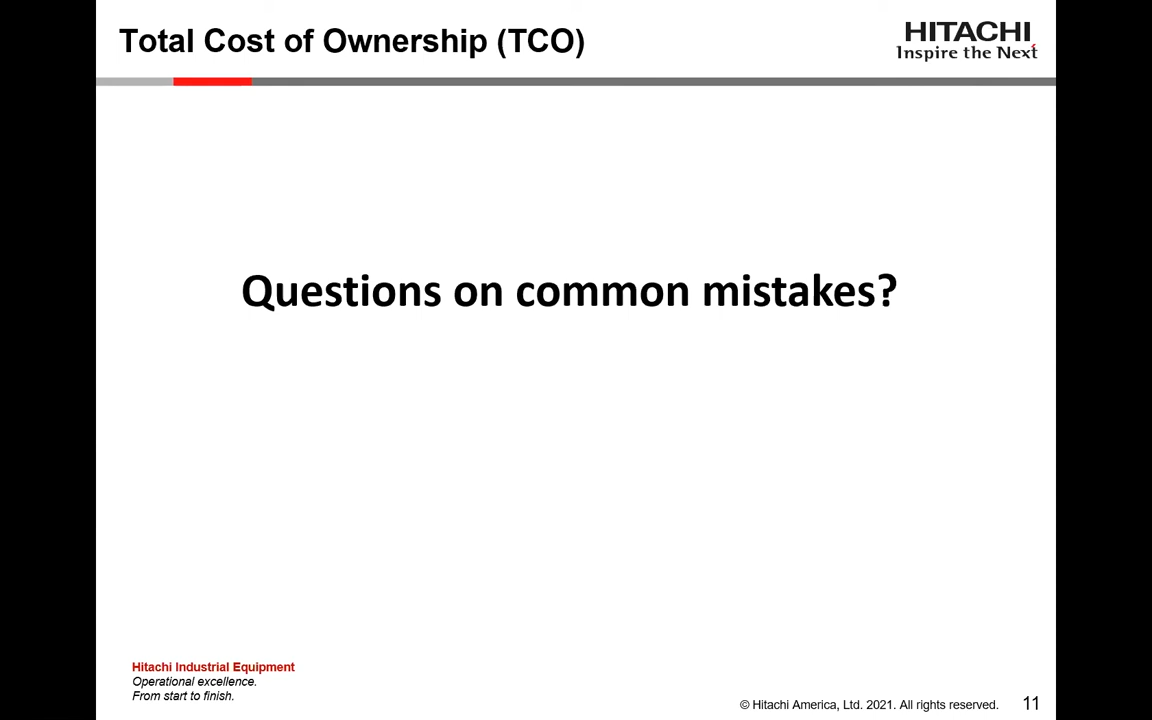 Total Cost of Ownership (TCO)
HITACHI
Inspire the Next
Questions on common mistakes?
Hitachi Industrial Equipment
Operational excellence.
From start to finish.
© Hitachi America, Ltd. 2021. All rights reserved.
11